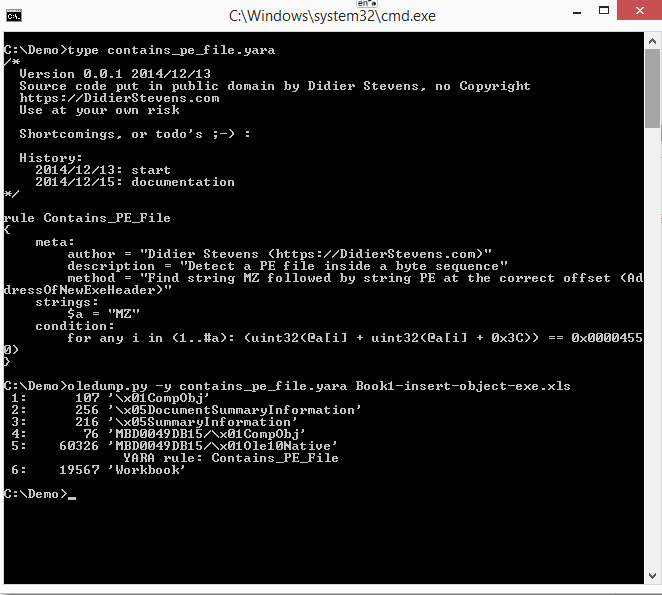 en
C:\Windows\system32\cmd.exe
C:\Demo>type contains_pe_file.yara
/*
  Version 0.0.1 2014/12/13
  Source code put in public domain by Didier Stevens, no Copyright
  https://DidierStevens.com
  Use at your own risk

  Shortcomings, or todo's ;-) :

  History:
    2014/12/13: start
    2014/12/15: documentation
*/

rule Contains_PE_File
{
    meta:
        author = "Didier Stevens (https://DidierStevens.com)"
        description = "Detect a PE file inside a byte sequence"
        method = "Find string MZ followed by string PE at the correct offset (Ad
dressOfNewExeHeader)"
    strings:
        $a = "MZ"
    condition:
        for any i in (1..#a): (uint32(@a[i] + uint32(@a[i] + 0x3C)) == 0x0000455
0)
}

C:\Demo>oledump.py -y contains_pe_file.yara Book1-insert-object-exe.xls
 1:       107 '\x01CompObj'
 2:       256 '\x05DocumentSummaryInformation'
 3:       216 '\x05SummaryInformation'
 4:        76 'MBD0049DB15/\x01CompObj'
 5:     60326 'MBD0049DB15/\x01Ole10Native'
               YARA rule: Contains_PE_File
 6:     19567 'Workbook'

C:\Demo>_